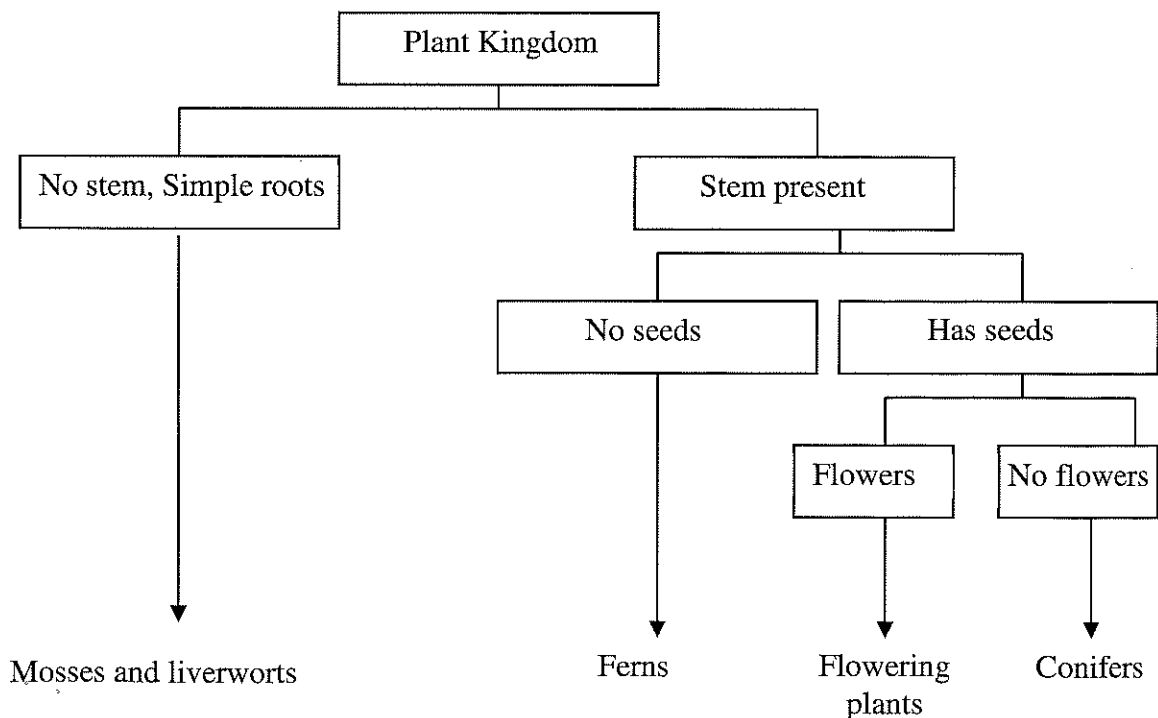 Plant Kingdom
No stem, Simple roots
Stem present
No seeds
Has seeds
Flowers
No flowers
Mosses and liverworts
Ferns
Flowering
plants
Conifers